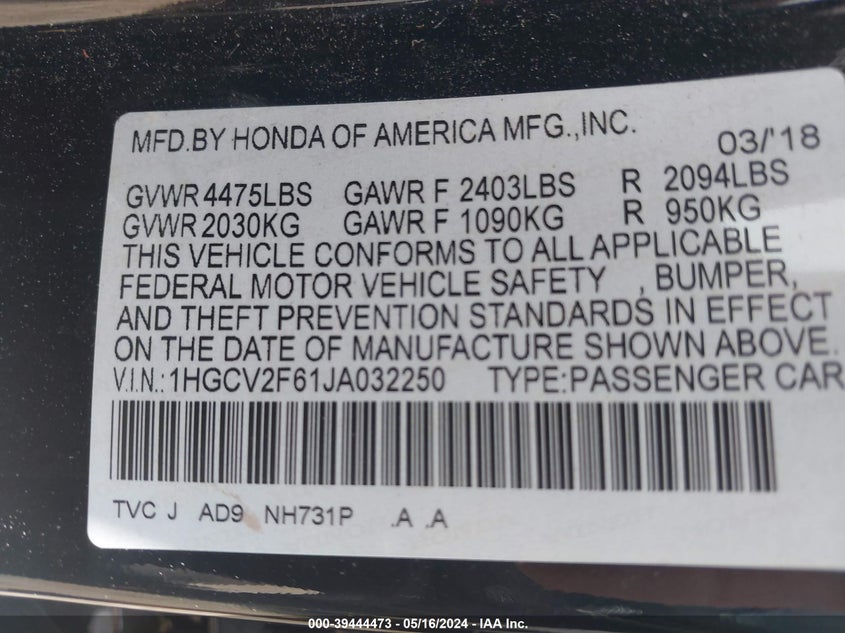 MFD.BY HONDA OF AMERICA MFG.,INC. 03/'18
GVWR 4475LBS GAWR F 2403LBS R 2094LBS
GVWR 2030KG GAWR F 1090KG R 950KG
THIS VEHICLE CONFORMS TO ALL APPLICABLE
FEDERAL MOTOR VEHICLE SAFETY , BUMPER,
AND THEFT PREVENTION STANDARDS IN EFFECT
ON THE DATE OF MANUFACTURE SHOWN ABOVE.
V.I.N.: 1HGCV2F61JA032250 TYPE:PASSENGER CAR
TVC J AD9 NH731P .A .A
000-39444473 - 05/16/2024 - IAA Inc.